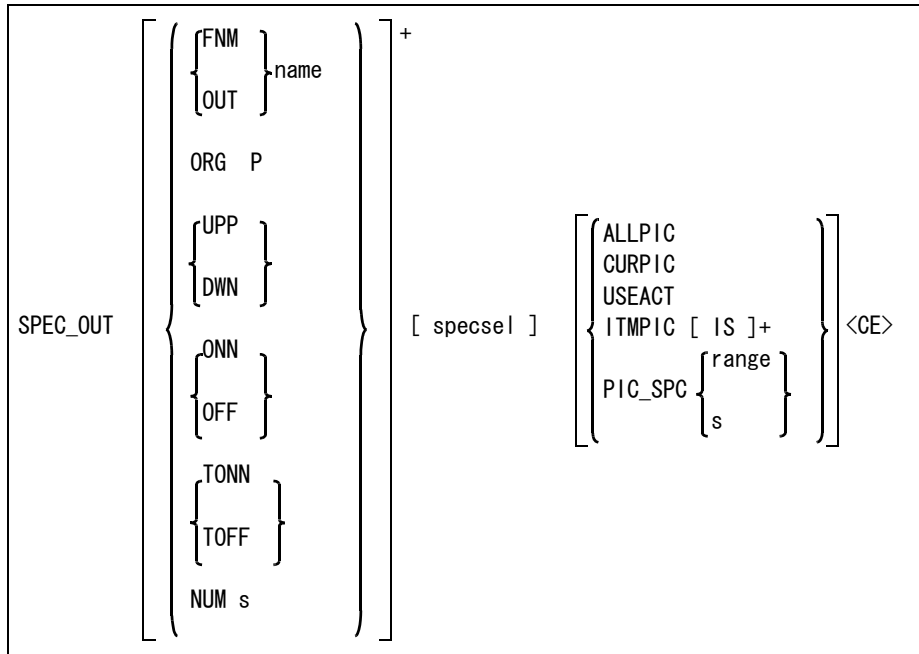 SPEC_OUT
FNM
OUT
name
ORG P
UPP
DWN
ONN
OFF
TONN
TOFF
NUM s
+
[ specsel ]
ALLPIC
CURPIC
USEACT
ITMPIC [ IS ]+
PIC_SPC
range
s
<CE>